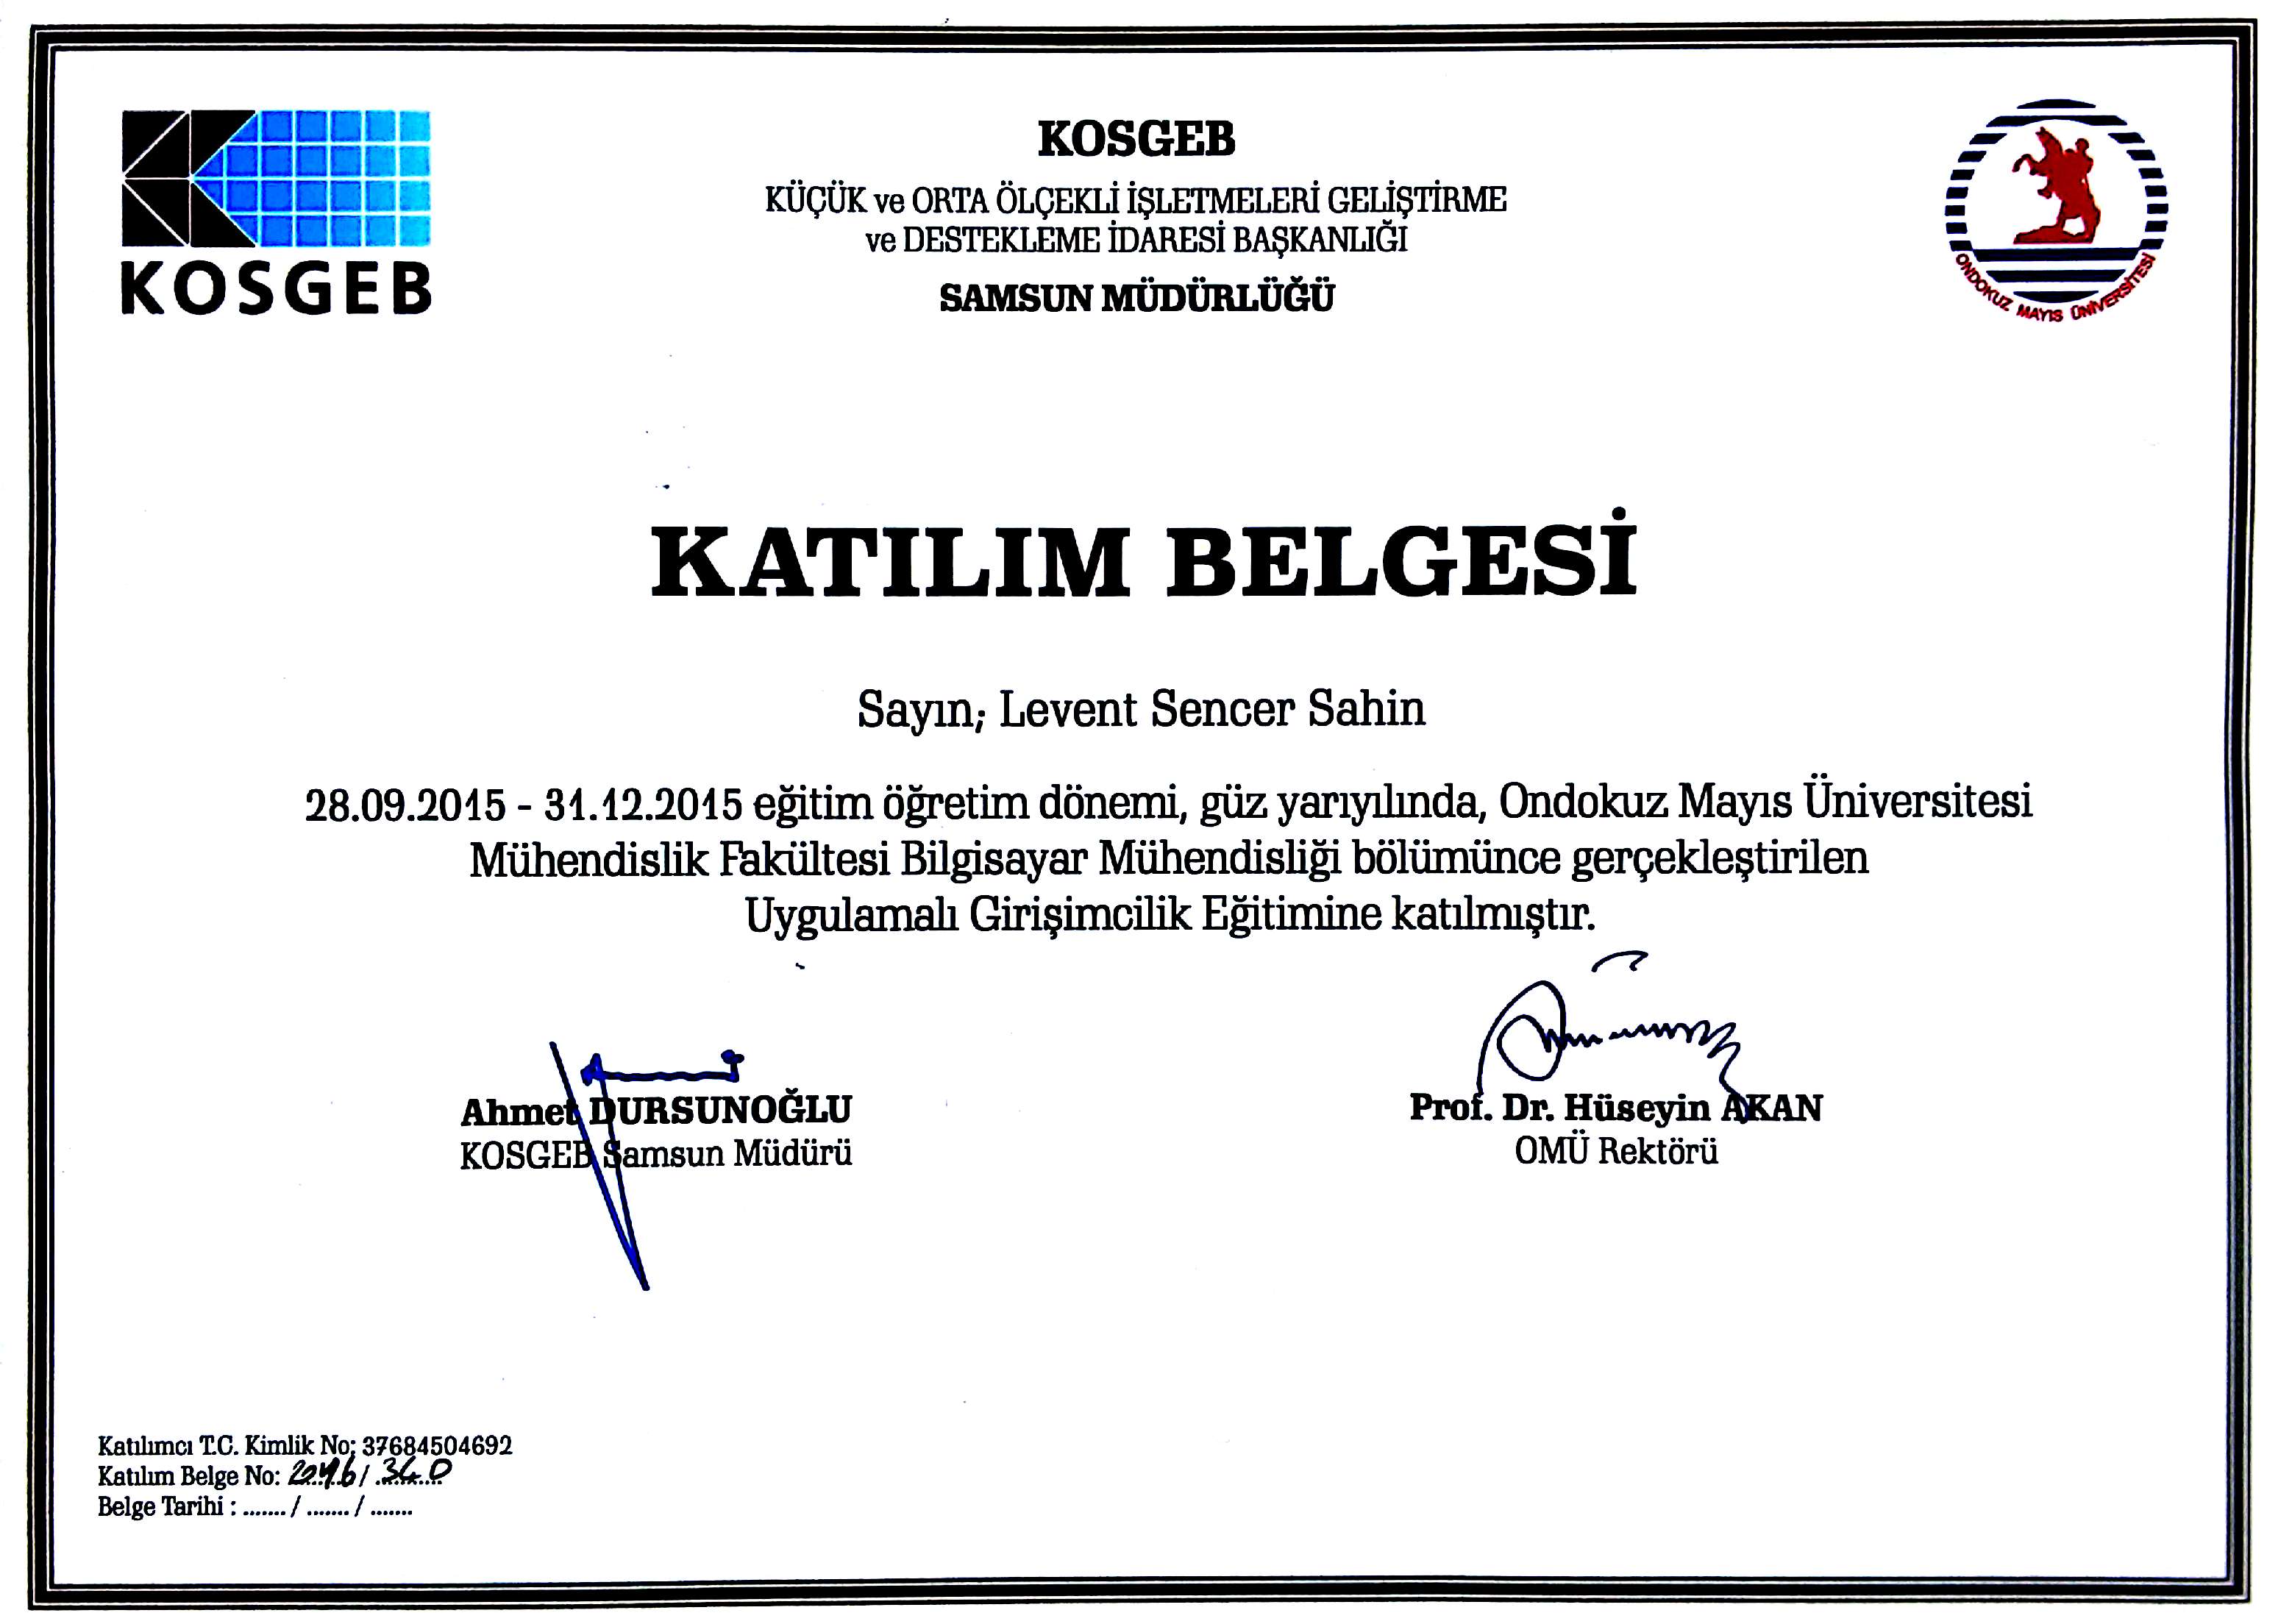 KOSGEB
KOSGEB
KÜÇÜK ve ORTA ÖLÇEKLİ İŞLETMELERİ GELİŞTİRME
ve DESTEKLEME İDARESİ BAŞKANLIĞI
SAMSUN MÜDÜRLÜĞÜ
ONDOKUZ MAYIS ÜNİVERSİTESİ
KATILIM BELGESİ
Sayın; Levent Sencer Sahin
28.09.2015 - 31.12.2015 eğitim öğretim dönemi, güz yarıyılında, Ondokuz Mayıs Üniversitesi
Mühendislik Fakültesi Bilgisayar Mühendisliği bölümünce gerçekleştirilen
Uygulamalı Girişimcilik Eğitimine katılmıştır.
Ahmet DURSUNOĞLU
KOSGEB Samsun Müdürü
Prof. Dr. Hüseyin AKAN
OMÜ Rektörü
Katılımcı T.C. Kimlik No: 37684504692
Katılım Belge No: / 340
Belge Tarihi : ....... / ....... / .......